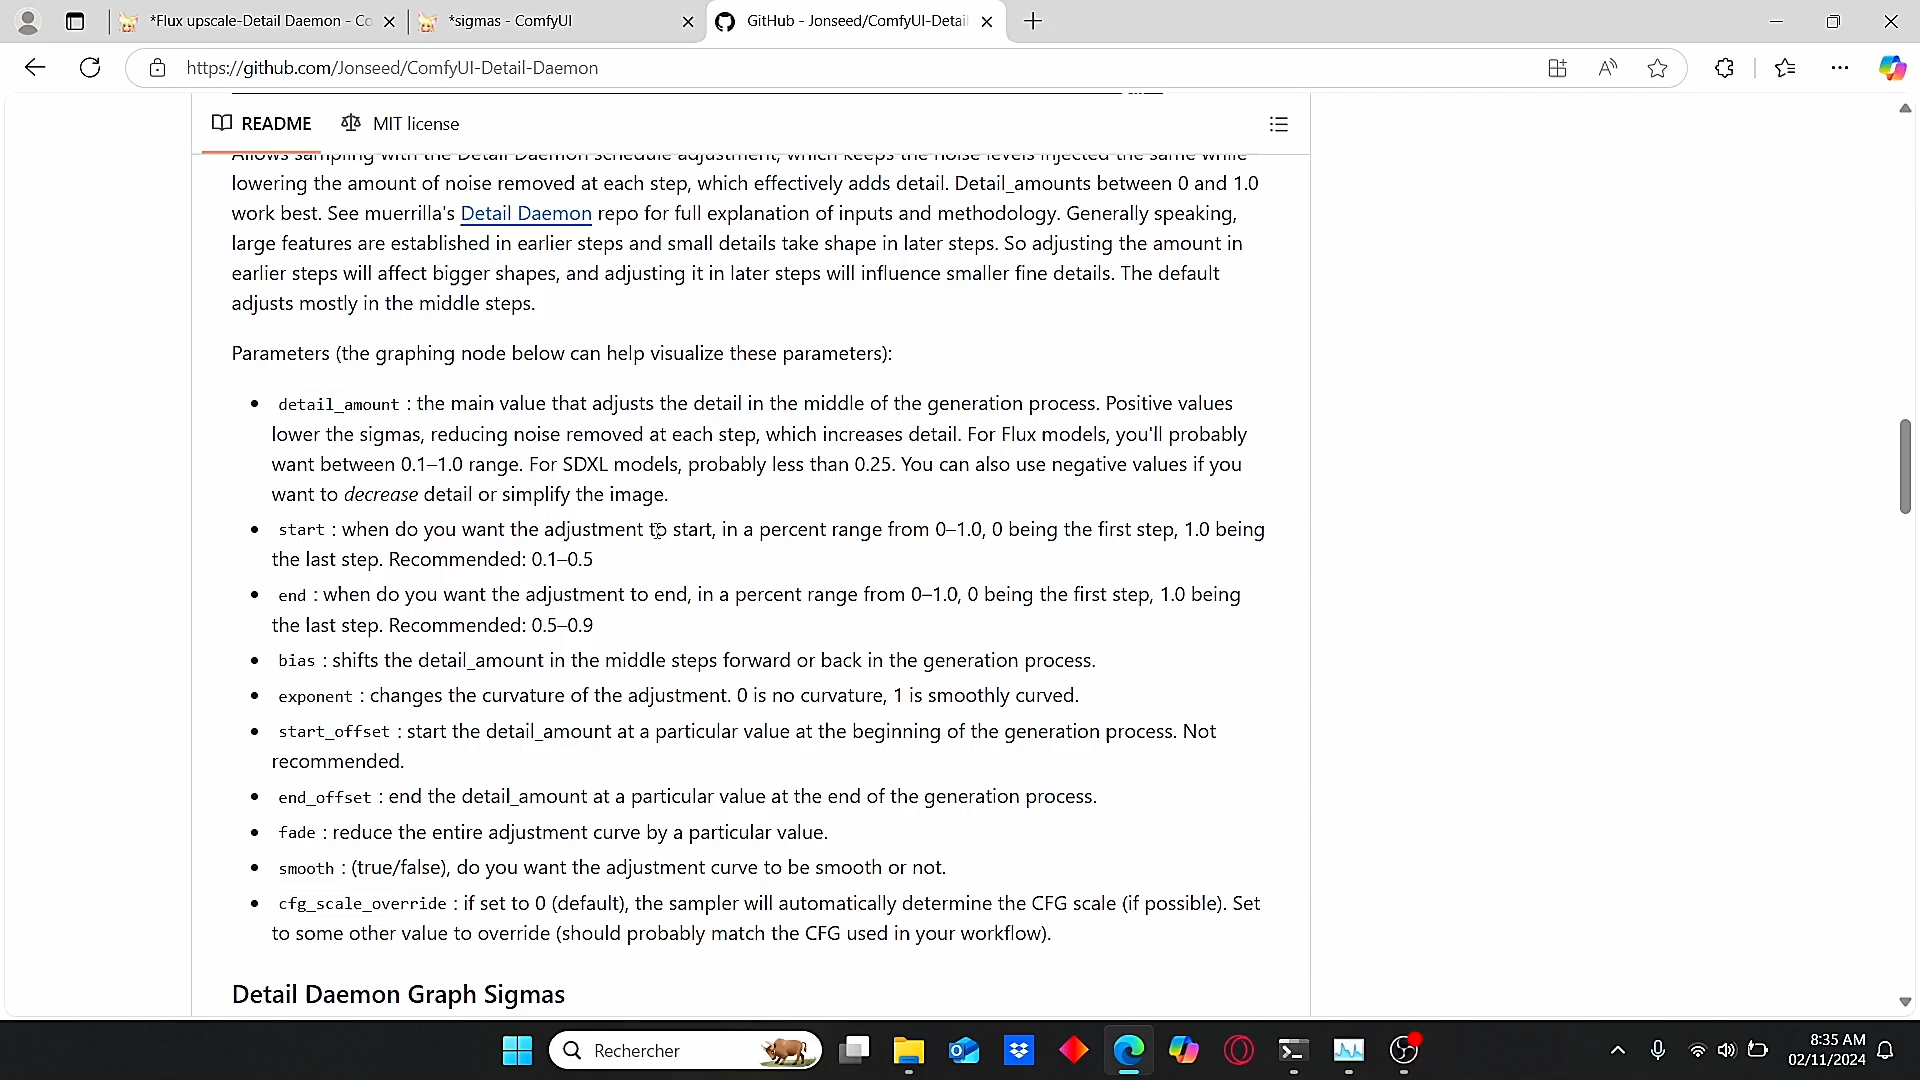 *Flux upscale-Detail Daemon - Co
*sigmas - ComfyUI
GitHub - Jonseed/ComfyUI-Detail
https://github.com/Jonseed/ComfyUI-Detail-Daemon
README
MIT license
Allows sampling with the Detail Daemon schedule adjustment, which keeps the noise levels injected the same while
lowering the amount of noise removed at each step, which effectively adds detail. Detail_amounts between 0 and 1.0
work best. See muerrilla's Detail Daemon repo for full explanation of inputs and methodology. Generally speaking,
large features are established in earlier steps and small details take shape in later steps. So adjusting the amount in
earlier steps will affect bigger shapes, and adjusting it in later steps will influence smaller fine details. The default
adjusts mostly in the middle steps.
Parameters (the graphing node below can help visualize these parameters):
• detail_amount : the main value that adjusts the detail in the middle of the generation process. Positive values
lower the sigmas, reducing noise removed at each step, which increases detail. For Flux models, you'll probably
want between 0.1–1.0 range. For SDXL models, probably less than 0.25. You can also use negative values if you
want to decrease detail or simplify the image.
• start : when do you want the adjustment to start, in a percent range from 0–1.0, 0 being the first step, 1.0 being
the last step. Recommended: 0.1–0.5
• end : when do you want the adjustment to end, in a percent range from 0–1.0, 0 being the first step, 1.0 being
the last step. Recommended: 0.5–0.9
• bias : shifts the detail_amount in the middle steps forward or back in the generation process.
• exponent : changes the curvature of the adjustment. 0 is no curvature, 1 is smoothly curved.
• start_offset : start the detail_amount at a particular value at the beginning of the generation process. Not
recommended.
• end_offset : end the detail_amount at a particular value at the end of the generation process.
• fade : reduce the entire adjustment curve by a particular value.
• smooth : (true/false), do you want the adjustment curve to be smooth or not.
• cfg_scale_override : if set to 0 (default), the sampler will automatically determine the CFG scale (if possible). Set
to some other value to override (should probably match the CFG used in your workflow).
Detail Daemon Graph Sigmas
Rechercher
8:35 AM
02/11/2024